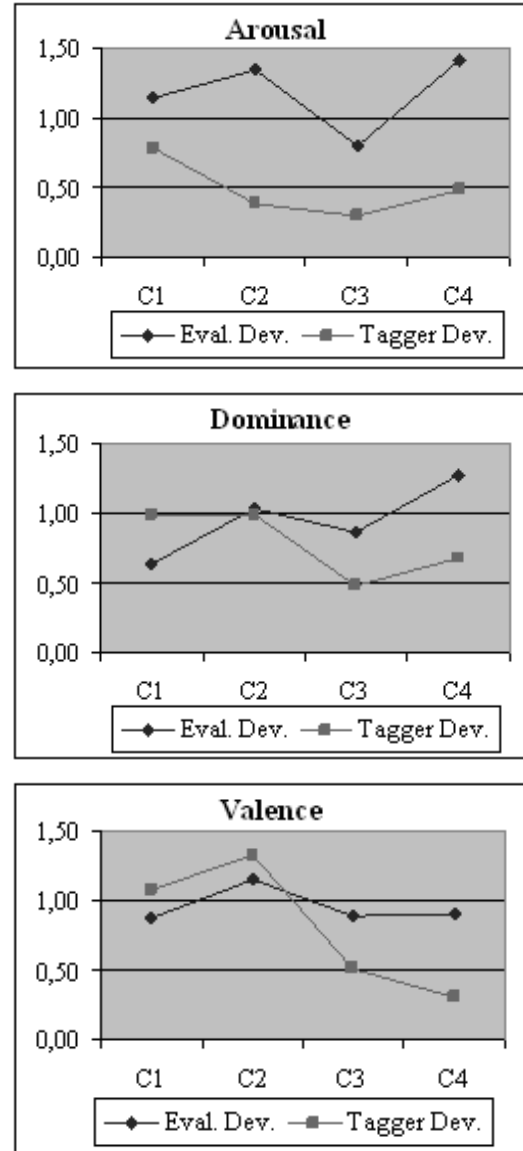 Arousal
1,50
1,00
0,50
0,00
C1 C2 C3 C4
Eval. Dev. Tagger Dev.
Dominance
1,50
1,00
0,50
0,00
C1 C2 C3 C4
Eval. Dev. Tagger Dev.
Valence
1,50
1,00
0,50
0,00
C1 C2 C3 C4
Eval. Dev. Tagger Dev.